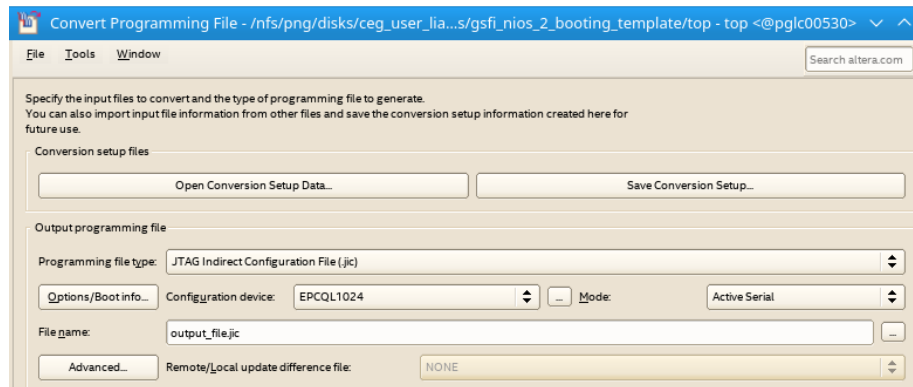 Convert Programming File - /nfs/png/disks/ceg_user_lia...s/gsfi_nios_2_booting_template/top - top <@pglc00530>
File Tools Window
Search altera.com
Specify the input files to convert and the type of programming file to generate.
You can also import input file information from other files and save the conversion setup information created here for
future use.
Conversion setup files
Open Conversion Setup Data... Save Conversion Setup...
Output programming file
Programming file type: JTAG Indirect Configuration File (.jic)
Options/Boot info... Configuration device: EPCQL1024 ... Mode: Active Serial
File name: output_file.jic ...
Advanced... Remote/Local update difference file: NONE